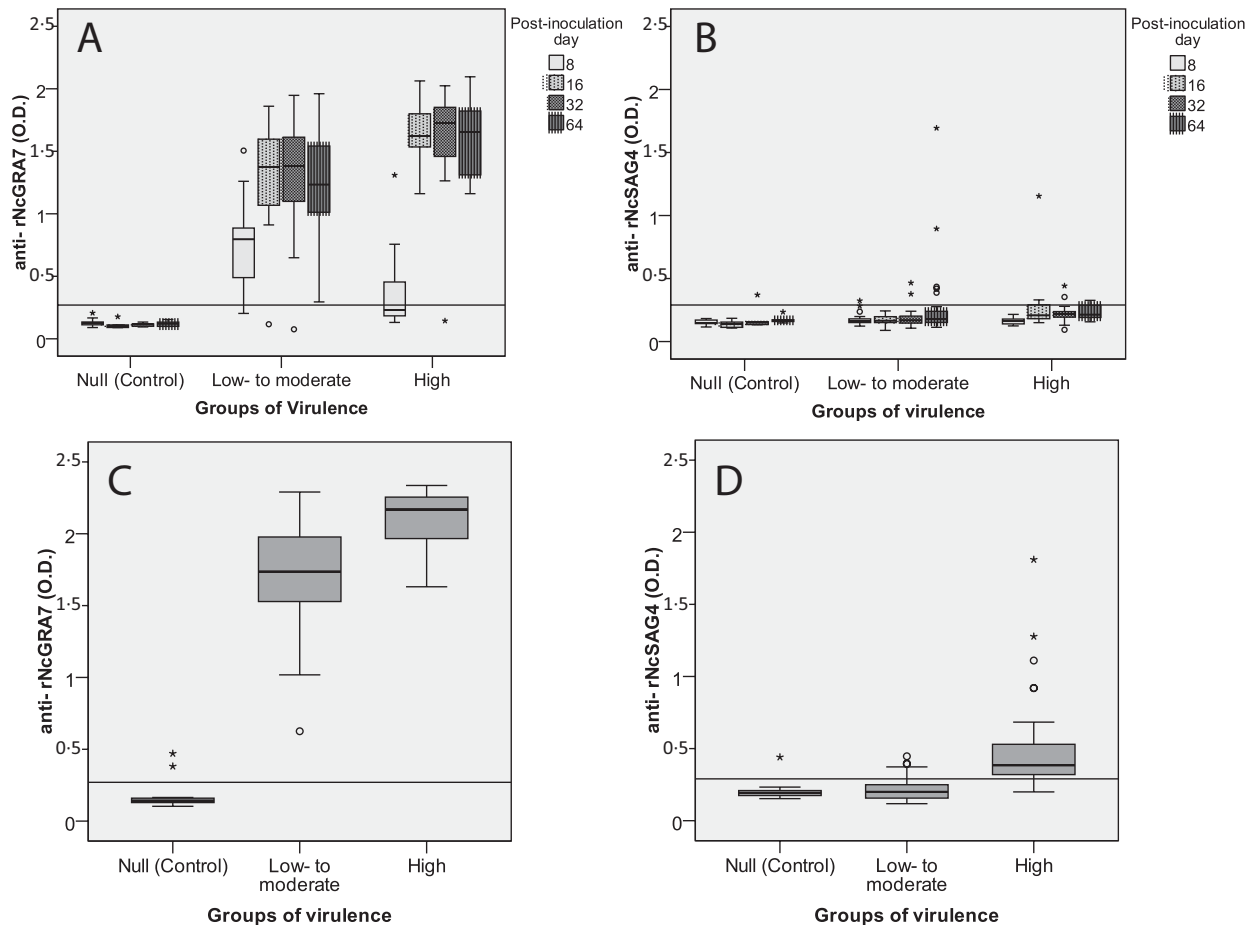 A
anti- rNcGRA7 (O.D.)
2·5
2
1·5
1
0·5
0
Null (Control) Low- to moderate High
Groups of Virulence
Post-inoculation
day
8
16
32
64
B
anti- rNcSAG4 (O.D.)
2·5
2
1·5
1
0·5
0
Null (Control) Low- to moderate High
Groups of virulence
Post-inoculation
day
8
16
32
64
C
anti- rNcGRA7 (O.D.)
2·5
2
1·5
1
0·5
0
Null (Control) Low- to High
moderate
Groups of virulence
D
anti- rNcSAG4 (O.D.)
2·5
2
1·5
1
0·5
0
Null (Control) Low- to High
moderate
Groups of virulence